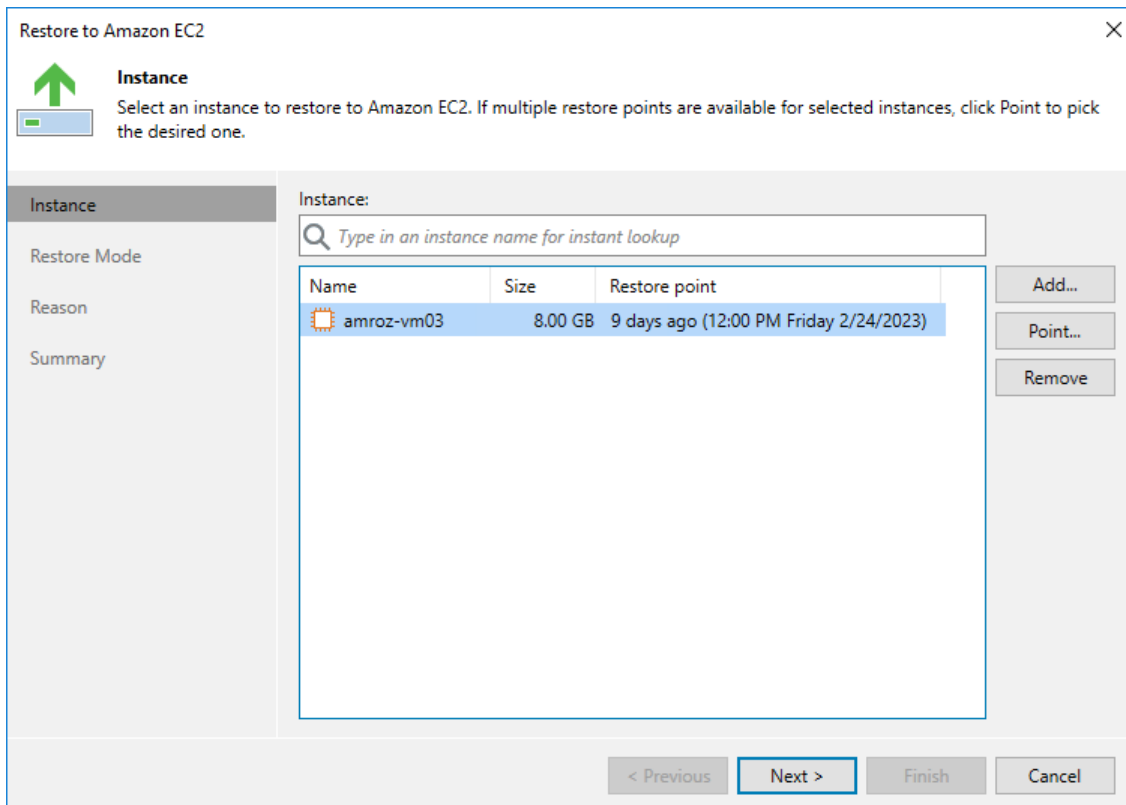 Restore to Amazon EC2
Instance
Select an instance to restore to Amazon EC2. If multiple restore points are available for selected instances, click Point to pick
the desired one.
Instance
Restore Mode
Reason
Summary
Instance:
Type in an instance name for instant lookup
Name Size Restore point
amroz-vm03 8.00 GB 9 days ago (12:00 PM Friday 2/24/2023)
Add...
Point...
Remove
< Previous Next > Finish Cancel